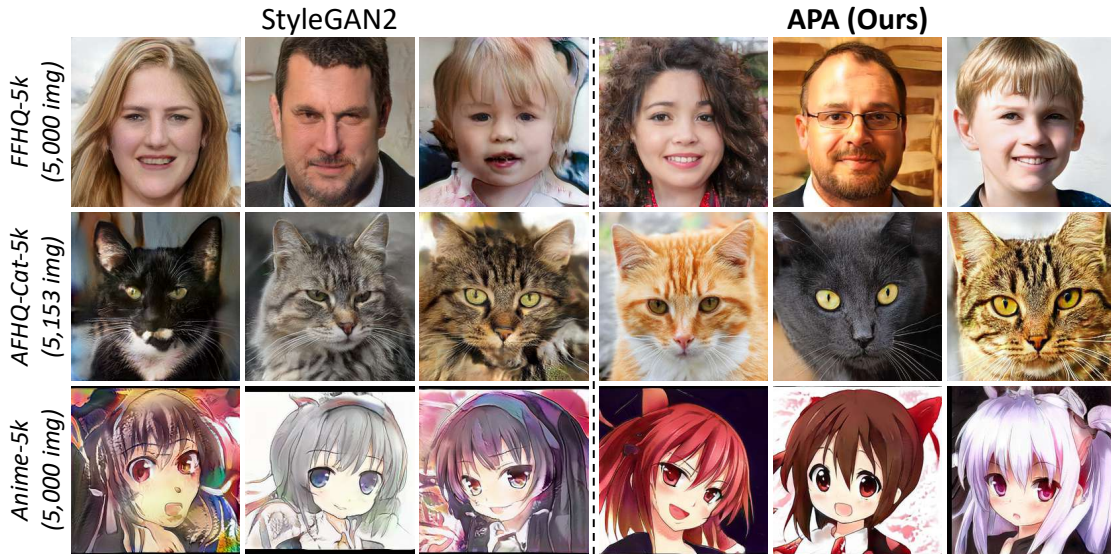 StyleGAN2
APA (Ours)
FFHQ-5k
(5,000 img)
AFHQ-Cat-5k
(5,153 img)
Anime-5k
(5,000 img)